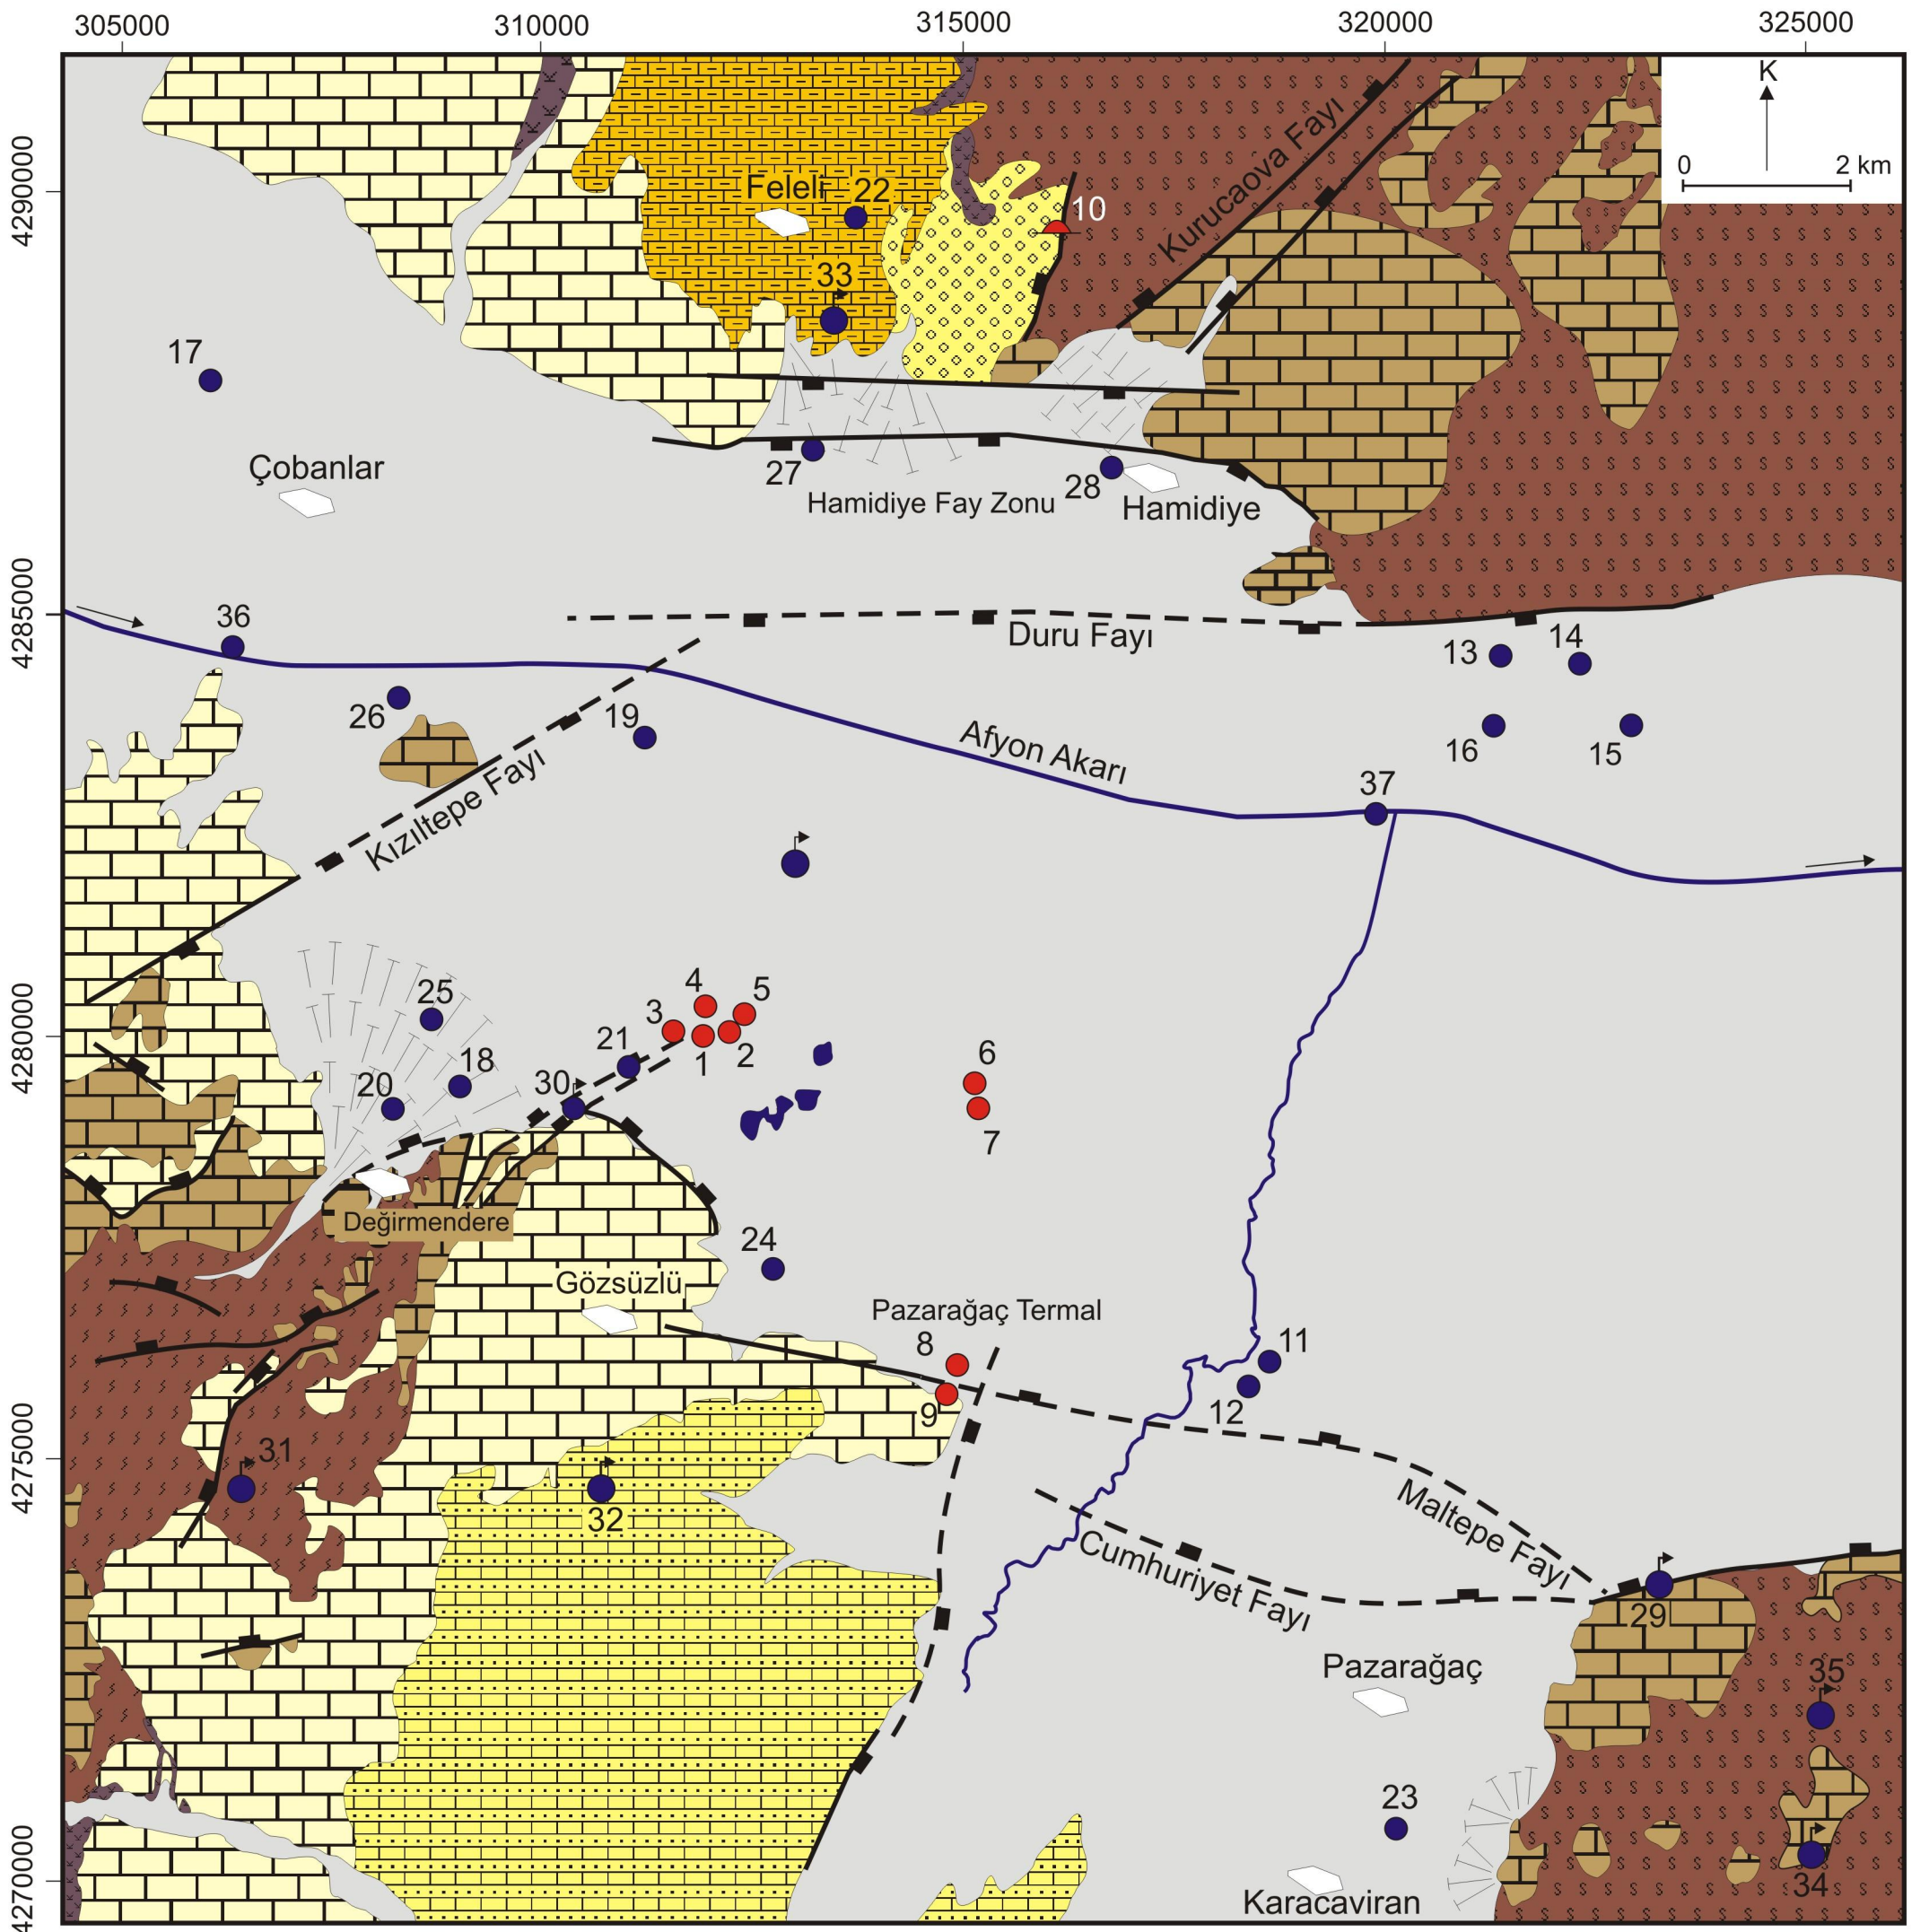 305000 310000 315000 320000 325000
K
0 2 km
4290000
Feleli 22
10
Kurucaova Fayı
33
17
Çobanlar
27
28
Hamidiye Fay Zonu
Hamidiye
4285000
36
Duru Fayı
13
14
26
19
16
15
Afyon Akarı
37
Kızıltepe Fayı
4280000
25
4
5
3
21
1
2
6
18
20
30
7
Değirmendere
24
Gözsüzlü
Pazarağaç Termal
8
11
9
12
4275000
31
32
Maltepe Fayı
Cumhuriyet Fayı
29
Pazarağaç
35
23
4270000
34
Karacaviran